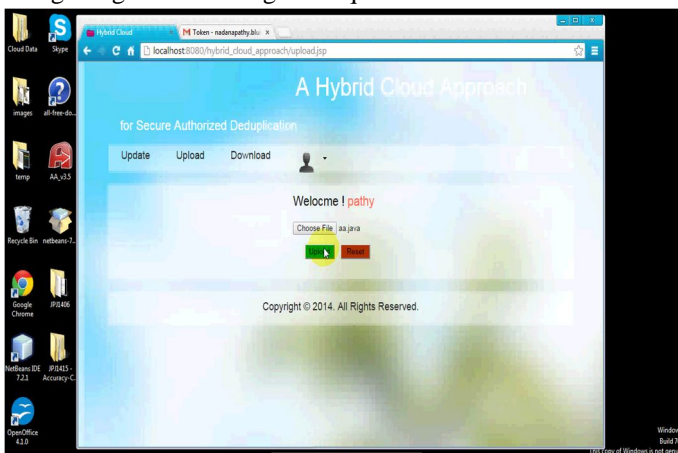 Cloud Data
Skype
images
all-free-do...
temp
AA_v3.5
Recycle Bin
netbeans-7...
Google Chrome
JPJ1406
NetBeans IDE 7.2.1
JPJ1415 - Accuracy-C...
OpenOffice 4.1.0
Hybrid Cloud
Token - nadanapathy.blu
localhost:8080/hybrid_cloud_approach/upload.jsp
A Hybrid Cloud Approach
for Secure Authorized Deduplication
Update Upload Download
Welocme ! pathy
Choose File aa.java
Upload Reset
Copyright © 2014. All Rights Reserved.
Window
Build 7
This copy of Windows is not genu